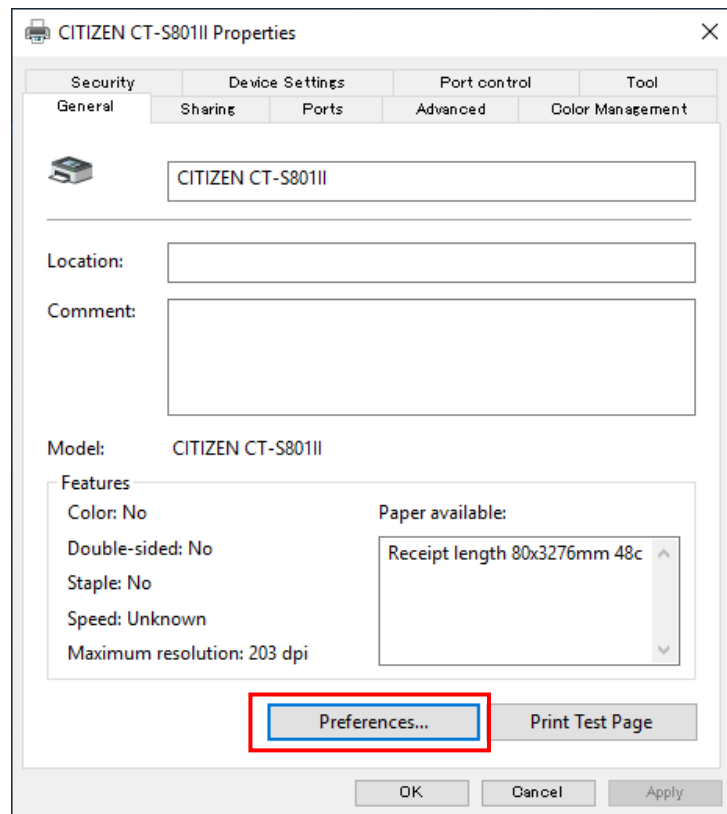 CITIZEN CT-S801II Properties
Security Device Settings Port control Tool
General Sharing Ports Advanced Color Management
CITIZEN CT-S801II
Location:
Comment:
Model: CITIZEN CT-S801II
Features
Color: No Paper available:
Double-sided: No Receipt length 80x3276mm 48c
Staple: No
Speed: Unknown
Maximum resolution: 203 dpi
Preferences... Print Test Page
OK Cancel Apply